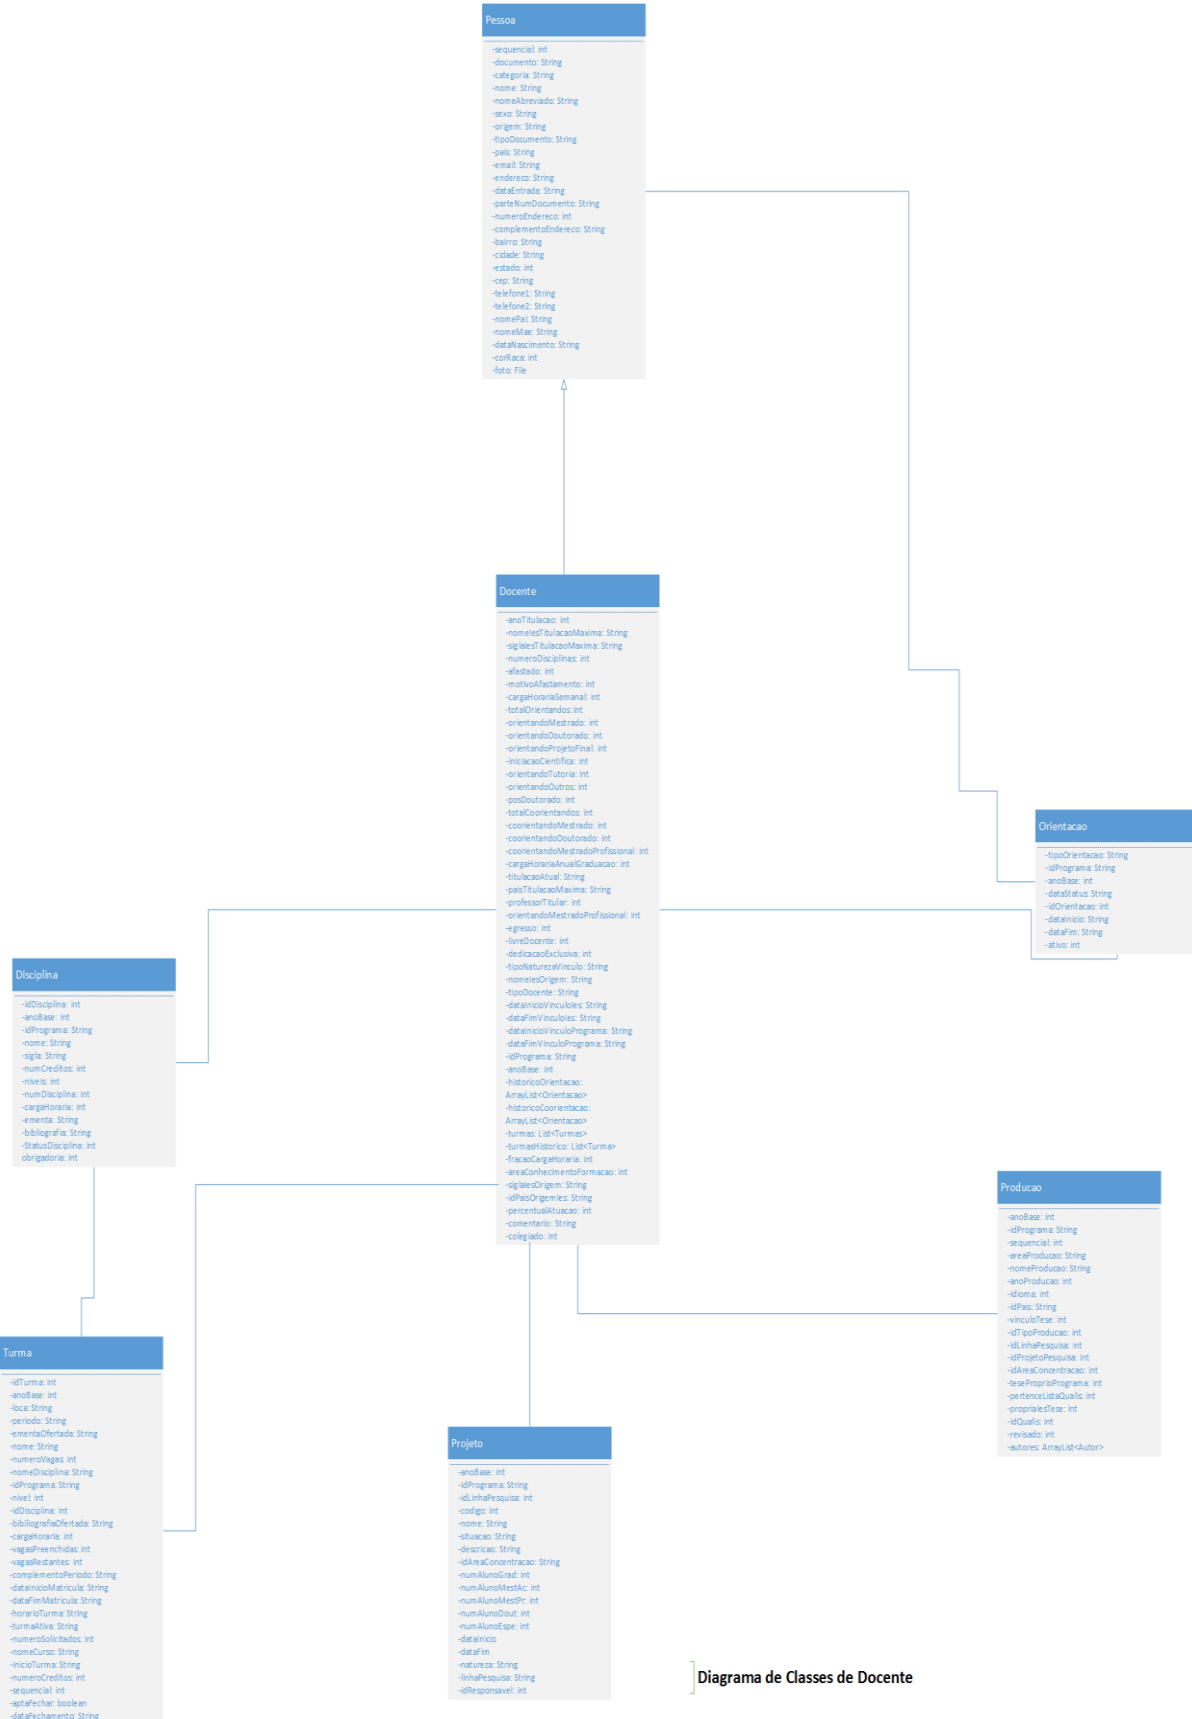 Pessoa
-sequencial: int
-documento: String
-categoria: String
-nome: String
-nomeAbreviado: String
-sexo: String
-origem: String
-tipoDocumento: String
-pais: String
-email: String
-endereco: String
-dataEntrada: String
-parteNumDocumento: String
-numeroEndereco: int
-complementoEndereco: String
-bairro: String
-cidade: String
-estado: int
-cep: String
-telefone1: String
-telefone2: String
-nomePai: String
-nomeMae: String
-dataNascimento: String
-corRaca: int
-foto: File
Docente
-anoTitulacao: int
-nomeIesTitulacaoMaxima: String
-siglaIesTitulacaoMaxima: String
-numeroDisciplinas: int
-afastado: int
-motivoAfastamento: int
-cargaHorariaSemanal: int
-totalOrientandos:int
-orientandoMestrado: int
-orientandoDoutorado: int
-orientandoProjetoFinal: int
-iniciacaoCientifica: int
-orientandoTutoria: int
-orientandoOutros: int
-posDoutorado: int
-totalCoorientandos: int
-coorientandoMestrado: int
-coorientandoDoutorado: int
-coorientandoMestradoProfissional: int
-cargaHorariaAnualGraduacao: int
-titulacaoAtual: String
-paisTitulacaoMaxima: String
-professorTitular: int
-orientandoMestradoProfissional: int
-egresso: int
-livreDocente: int
-dedicacaoExclusiva: int
-tipoNaturezaVinculo: String
-nomeIesOrigem: String
-tipoDocente: String
-dataInicioVinculoIes: String
-dataFimVinculoIes: String
-dataInicioVinculoPrograma: String
-dataFimVinculoPrograma: String
-idPrograma: String
-anoBase: int
-historicoOrientacao:
ArrayList<Orientacao>
-historicoCoorientacao:
ArrayList<Orientacao>
-turmas: List<Turmas>
-turmasHistorico: List<Turma>
-fracaoCargaHoraria: int
-areaConhecimentoFormacao: int
-siglaIesOrigem: String
-idPaisOrigemIes: String
-percentualAtuacao: int
-comentario: String
-colegiado: int
Orientacao
-tipoOrientacao: String
-idPrograma: String
-anoBase: int
-dataStatus: String
-idOrientacao: int
-dataInicio: String
-dataFim: String
-ativo: int
DIsciplina
-idDisciplina: int
-anoBase: int
-idPrograma: String
-nome: String
-sigla: String
-numCreditos: int
-niveis: int
-numDisciplina: int
-cargaHoraria: int
-ementa: String
-bibliografia: String
-StatusDisciplina: int
obrigadoria: int
Producao
-anoBase: int
-idPrograma: String
-sequencial: int
-areaProducao: String
-nomeProducao: String
-anoProducao: int
-idioma: int
-idPais: String
-vinculoTese: int
-idTipoProducao: int
-idLinhaPesquisa: int
-idProjetoPesquisa: int
-idAreaConcentracao: int
-teseProprioPrograma: int
-pertenceListaQualis: int
-propriaIesTese: int
-idQualis: int
-revisado: int
-autores: ArrayList<Autor>
Turma
-idTurma: int
-anoBase: int
-loca: String
-periodo: String
-ementaOfertada: String
-nome: String
-numeroVagas: int
-nomeDisciplina: String
-idPrograma: String
-nivel: int
-idDisciplina: int
-bibiliografiaOfertada: String
-cargaHoraria: int
-vagasPreenchidas: int
-vagasRestantes: int
-complementoPeriodo: String
-dataInicioMatricula: String
-dataFimMatricula: String
-horarioTurma: String
-turmaAtiva: String
-numeroSolicitados: int
-nomeCurso: String
-inicioTurma: String
-numeroCreditos: int
-sequencial: int
-aptaFechar: boolean
-dataFechamento: String
Projeto
-anoBase: int
-idPrograma: String
-idLinhaPesquisa: int
-codigo: int
-nome: String
-situacao: String
-descricao: String
-idAreaConcentracao: String
-numAlunoGrad: int
-numAlunoMestAc: int
-numAlunoMestPr: int
-numAlunoDout: int
-numAlunoEspe: int
-dataInicio
-dataFim
-natureza: String
-linhaPesquisa: String
-idResponsavel: int
Diagrama de Classes de Docente